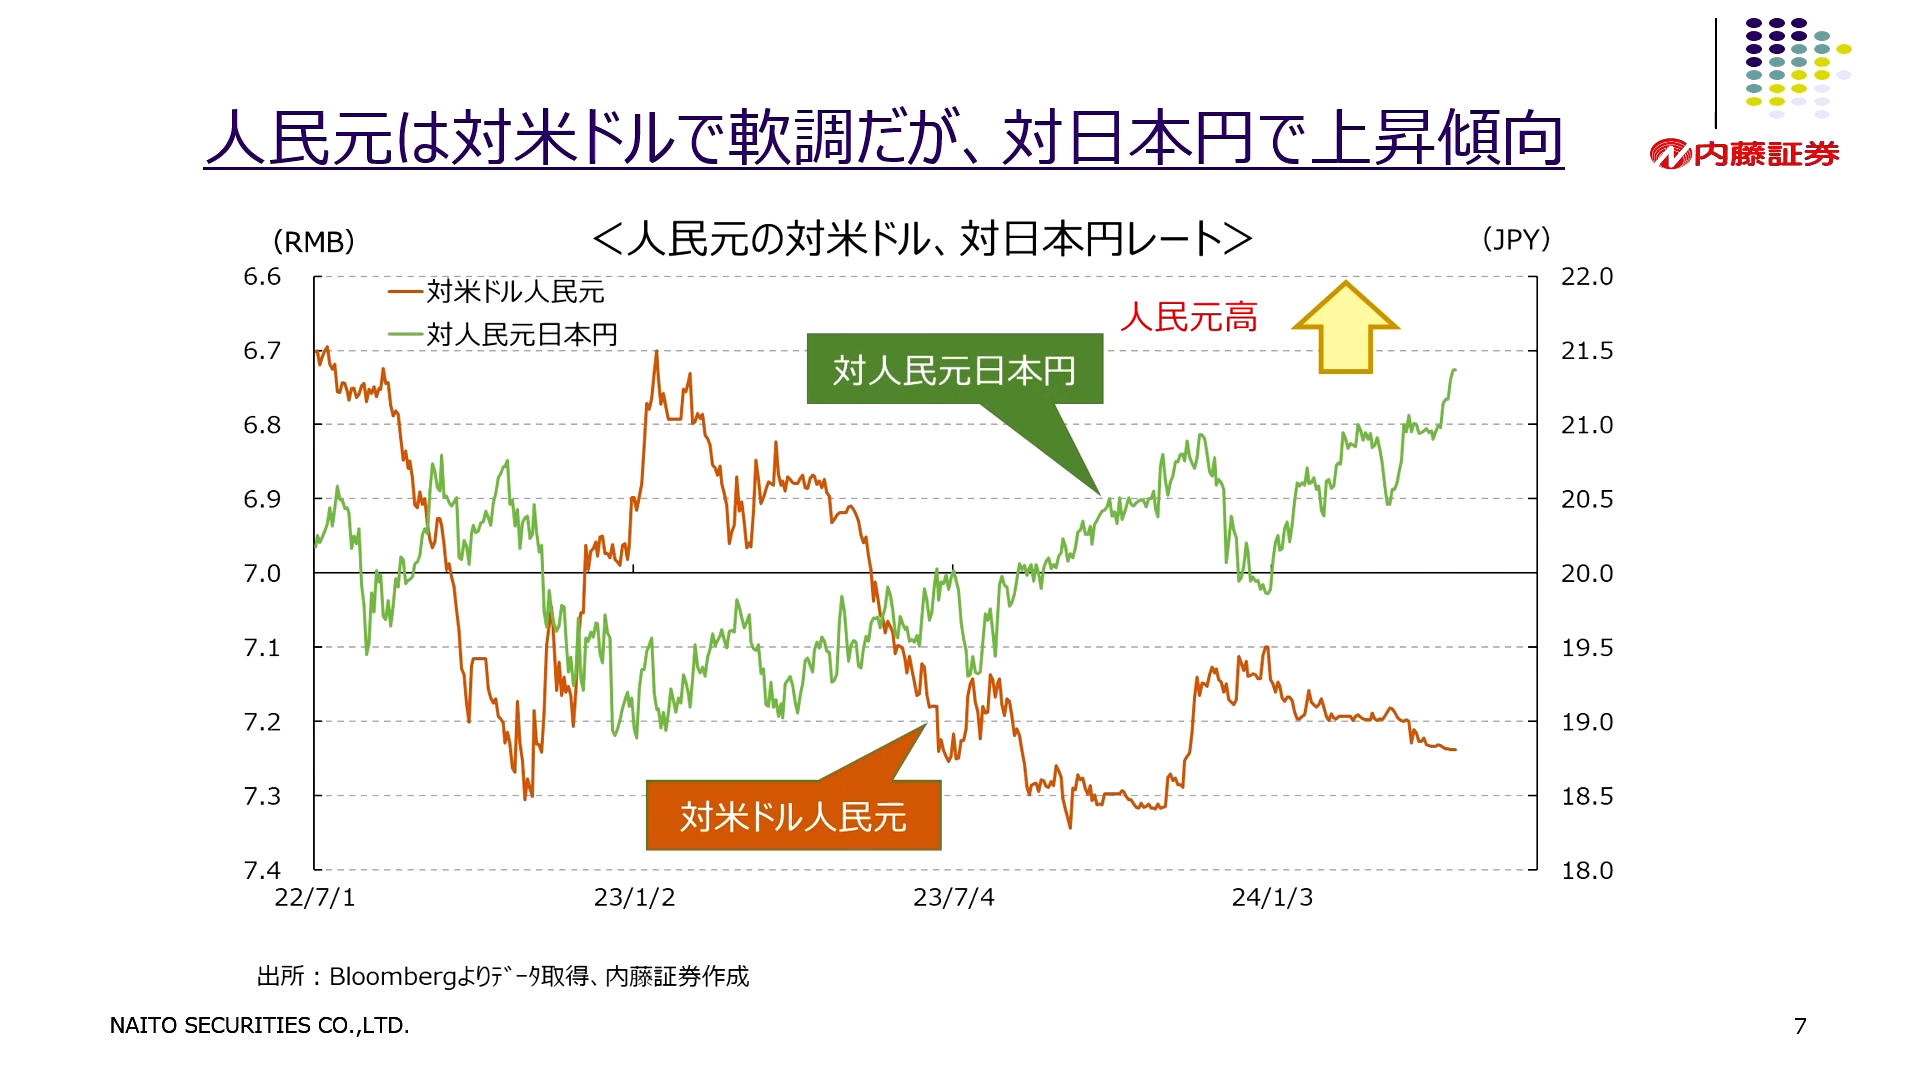 人民元は対米ドルで軟調だが、対日本円で上昇傾向
内藤証券
(RMB)
＜人民元の対米ドル、対日本円レート＞
(JPY)
対米ドル人民元
対人民元日本円
人民元高
対人民元日本円
対米ドル人民元
6.6
6.7
6.8
6.9
7.0
7.1
7.2
7.3
7.4
22.0
21.5
21.0
20.5
20.0
19.5
19.0
18.5
18.0
22/7/1
23/1/2
23/7/4
24/1/3
出所：Bloombergよりﾃﾞｰﾀ取得、内藤証券作成
NAITO SECURITIES CO.,LTD.
7